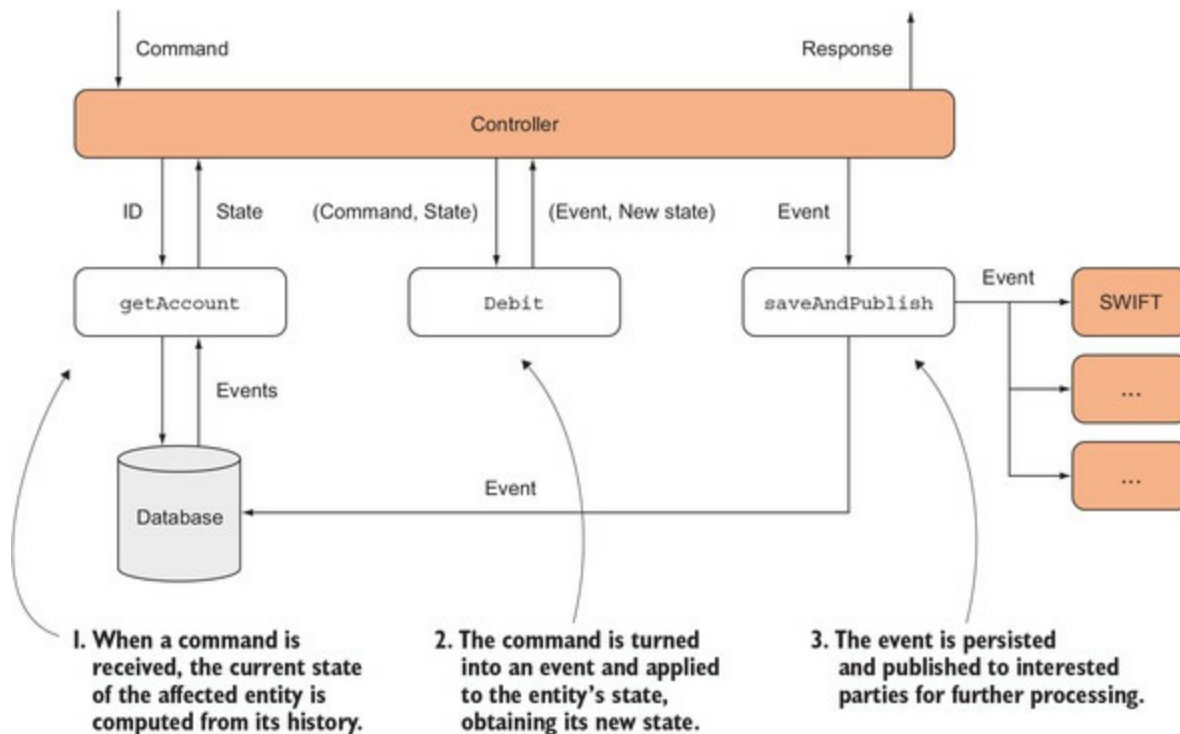 Command
Response
Controller
ID
State
(Command, State)
(Event, New state)
Event
getAccount
Debit
saveAndPublish
Event
SWIFT
...
...
Events
Database
Event
1. When a command is
received, the current state
of the affected entity is
computed from its history.
2. The command is turned
into an event and applied
to the entity's state,
obtaining its new state.
3. The event is persisted
and published to interested
parties for further processing.